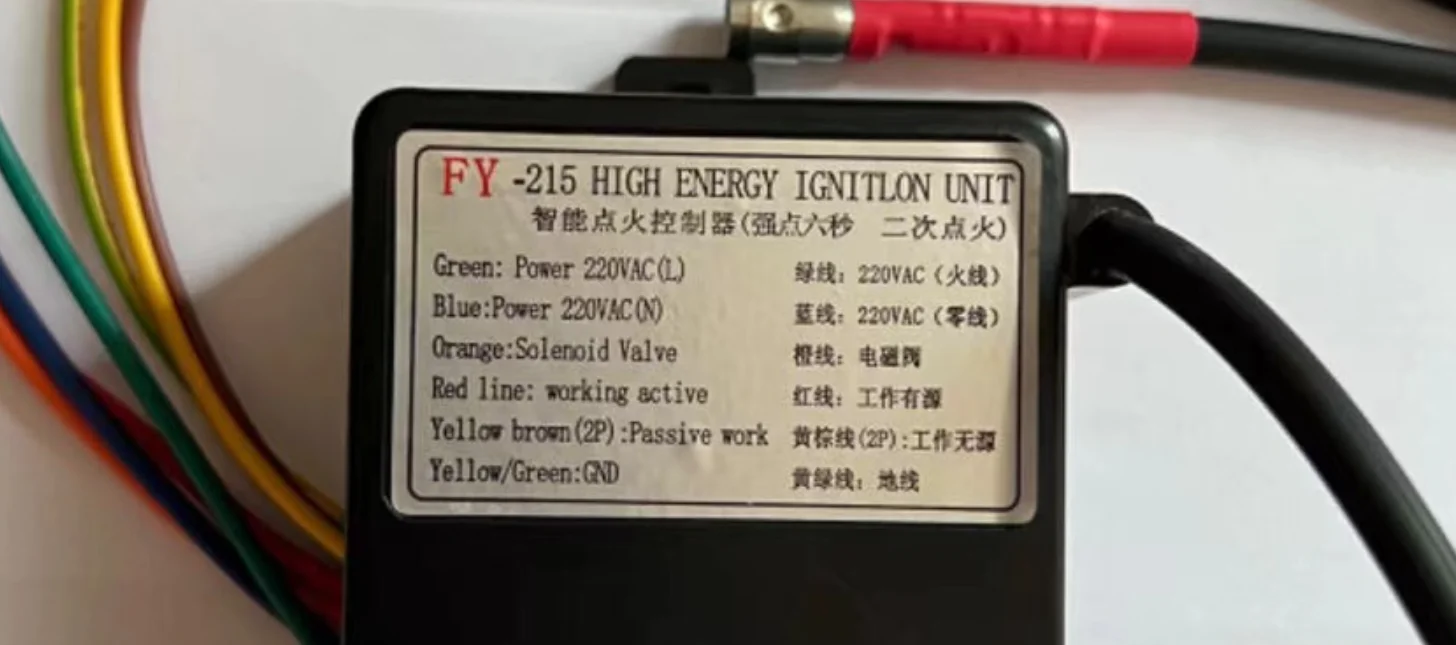 FY -215 HIGH ENERGY IGNITLON UNIT
智能点火控制器(强点六秒 二次点火)
Green: Power 220VAC(L) 绿线: 220VAC (火线)
Blue:Power 220VAC(N) 蓝线: 220VAC (零线)
Orange:Solenoid Valve 橙线: 电磁阀
Red line: working active 红线: 工作有源
Yellow brown(2P):Passive work 黄棕线(2P):工作无源
Yellow/Green:GND 黄绿线: 地线